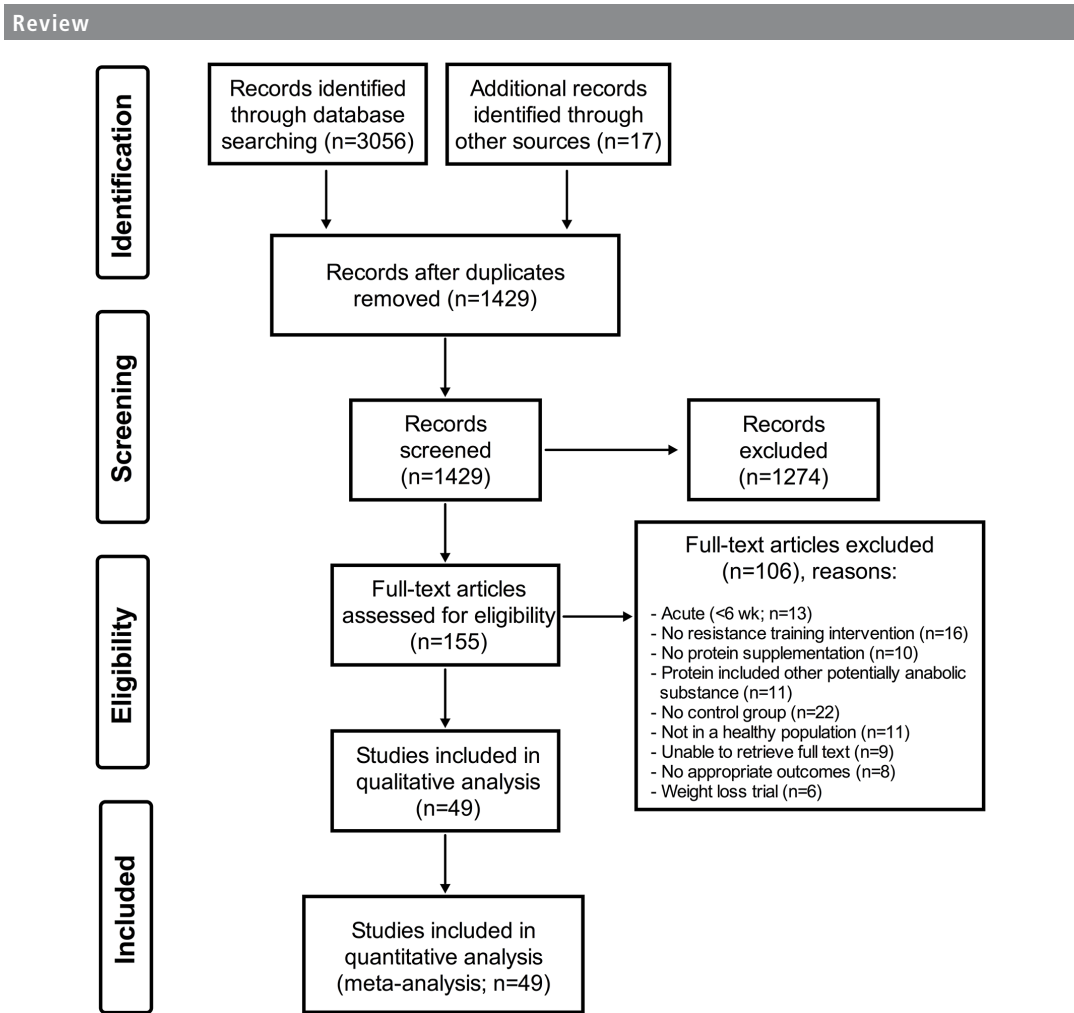 Review
Identification
Records identified
through database
searching (n=3056)
Additional records
identified through
other sources (n=17)
Records after duplicates
removed (n=1429)
Screening
Records
screened
(n=1429)
Records
excluded
(n=1274)
Eligibility
Full-text articles
assessed for eligibility
(n=155)
Full-text articles excluded
(n=106), reasons:
- Acute (<6 wk; n=13)
- No resistance training intervention (n=16)
- No protein supplementation (n=10)
- Protein included other potentially anabolic
substance (n=11)
- No control group (n=22)
- Not in a healthy population (n=11)
- Unable to retrieve full text (n=9)
- No appropriate outcomes (n=8)
- Weight loss trial (n=6)
Studies included in
qualitative analysis
(n=49)
Included
Studies included in
quantitative analysis
(meta-analysis; n=49)